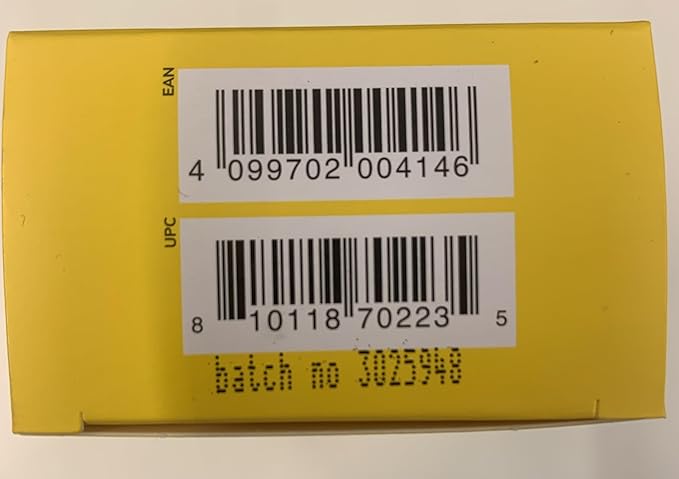 EAN
4 099702 004146
UPC
8 10118 70223 5
batch no 3025948